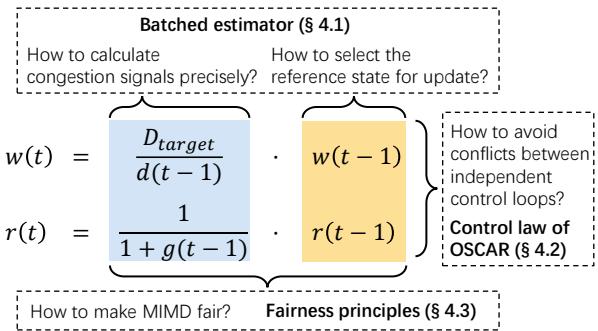 Batched estimator (§ 4.1)
How to calculate congestion signals precisely?
How to select the reference state for update?
w(t) = D_target / d(t − 1) · w(t − 1)
r(t) = 1 / 1 + g(t − 1) · r(t − 1)
How to avoid
conflicts between
independent
control loops?
Control law of
OSCAR (§ 4.2)
How to make MIMD fair? Fairness principles (§ 4.3)